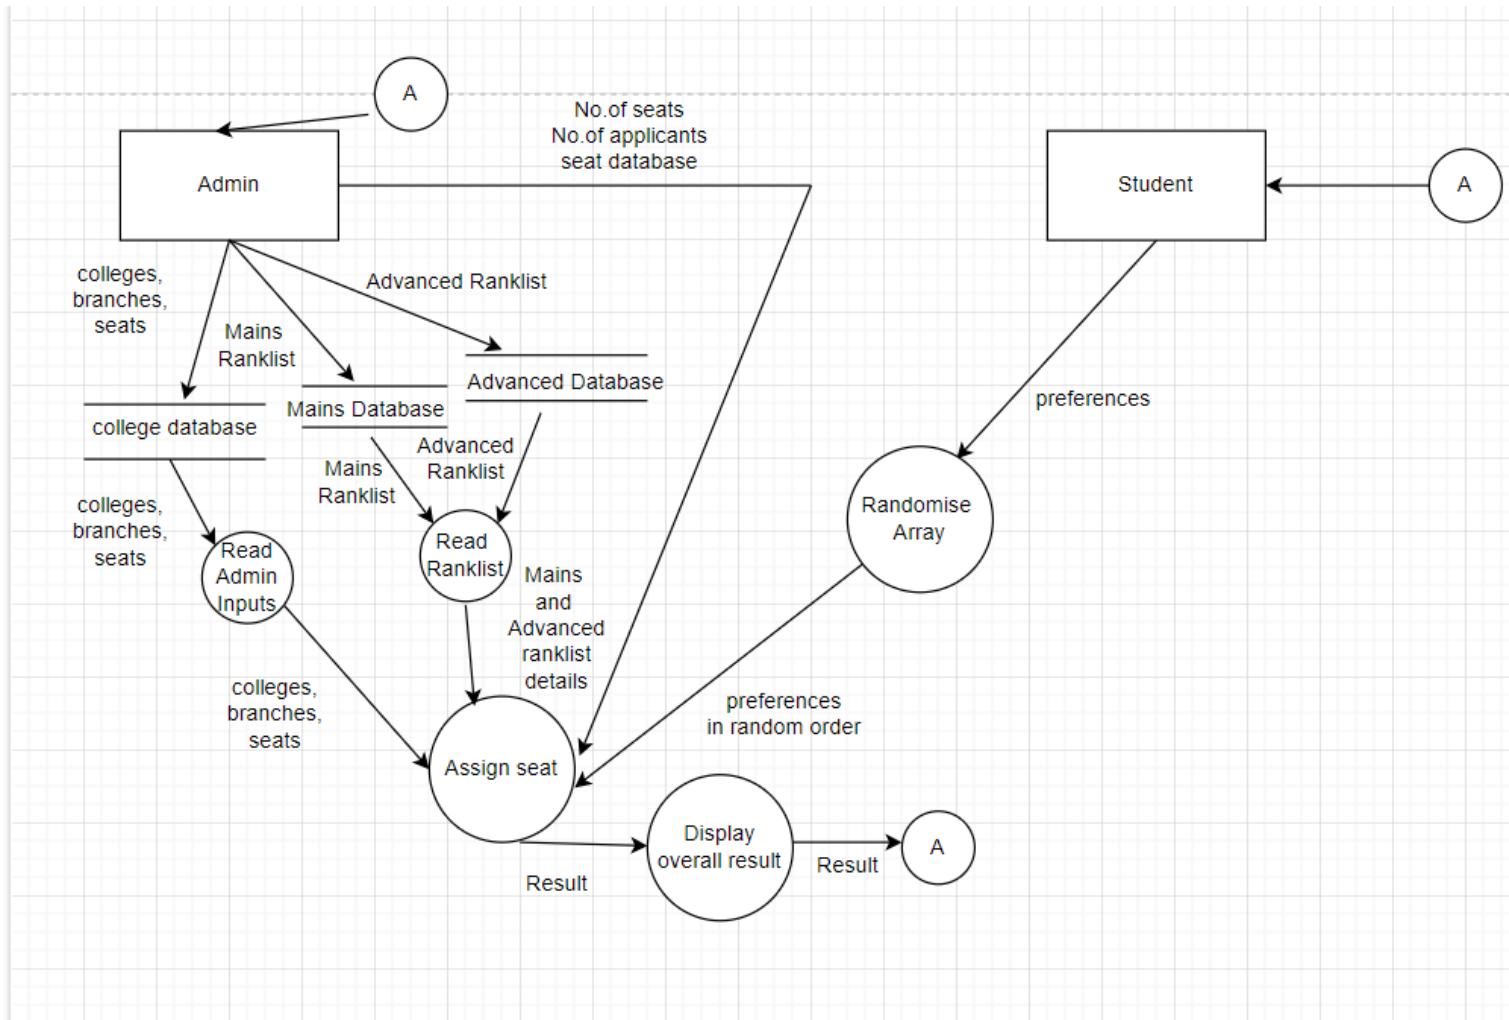 A
No.of seats
No.of applicants
seat database
Admin
Student
A
colleges,
branches,
seats
Advanced Ranklist
Mains
Ranklist
Advanced Database
Mains Database
college database
preferences
Advanced
Ranklist
Mains
Ranklist
colleges,
branches,
seats
Randomise
Array
Read
Admin
Inputs
Read
Ranklist
Mains
and
Advanced
ranklist
details
colleges,
branches,
seats
preferences
in random order
Assign seat
Display
overall result
A
Result
Result